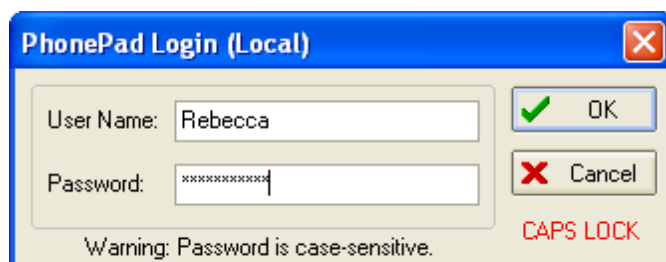 PhonePad Login (Local)
User Name: Rebecca
OK
Password: ***********
Cancel
CAPS LOCK
Warning: Password is case-sensitive.